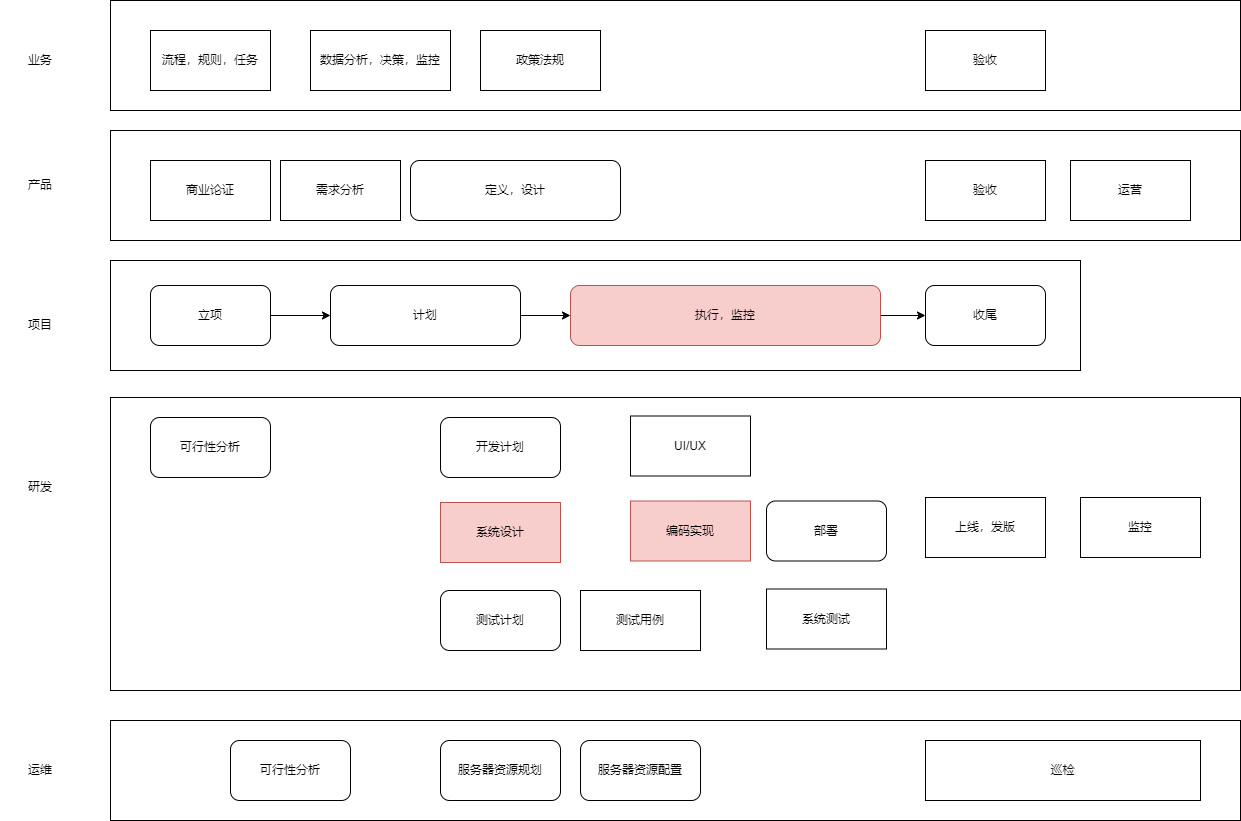 业务
流程，规则，任务
数据分析，决策，监控
政策法规
验收
产品
商业论证
需求分析
定义，设计
验收
运营
项目
立项
计划
执行，监控
收尾
研发
可行性分析
开发计划
UI/UX
系统设计
编码实现
部署
上线，发版
监控
测试计划
测试用例
系统测试
运维
可行性分析
服务器资源规划
服务器资源配置
巡检